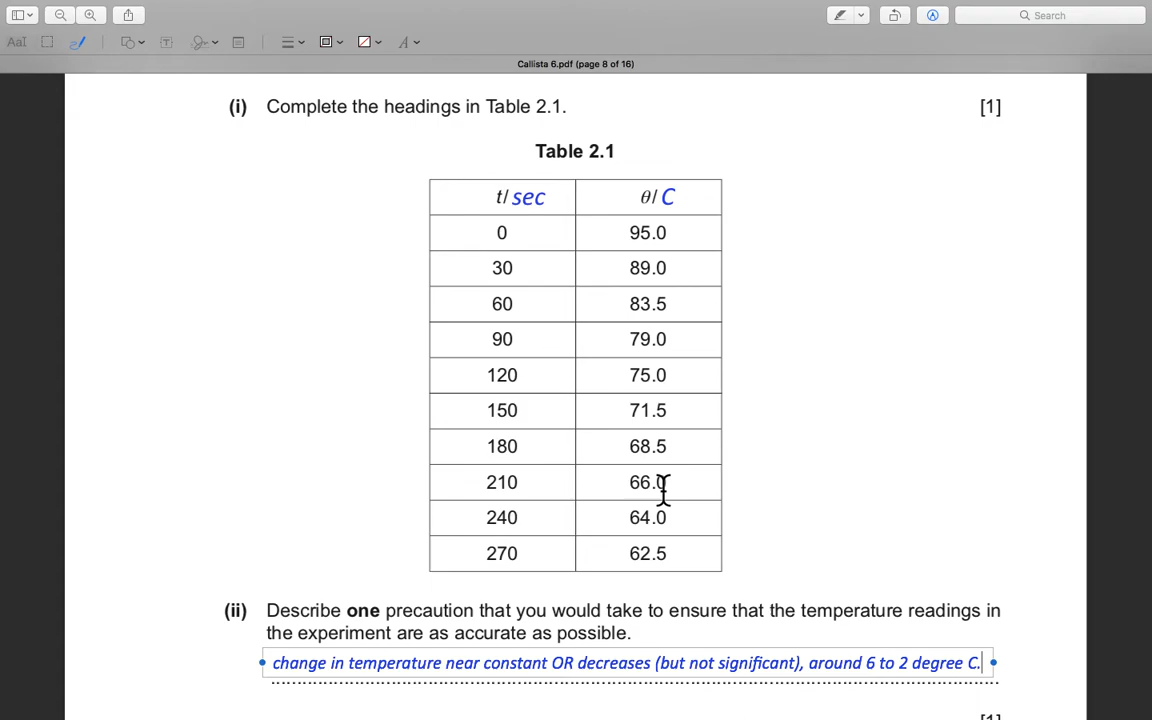 Search
AaI
T
A
Callista 6.pdf (page 8 of 16)
(i) Complete the headings in Table 2.1. [1]
Table 2.1
t/ sec θ/ C
0 95.0
30 89.0
60 83.5
90 79.0
120 75.0
150 71.5
180 68.5
210 66.0
240 64.0
270 62.5
(ii) Describe one precaution that you would take to ensure that the temperature readings in
the experiment are as accurate as possible.
change in temperature near constant OR decreases (but not significant), around 6 to 2 degree C.
[1]